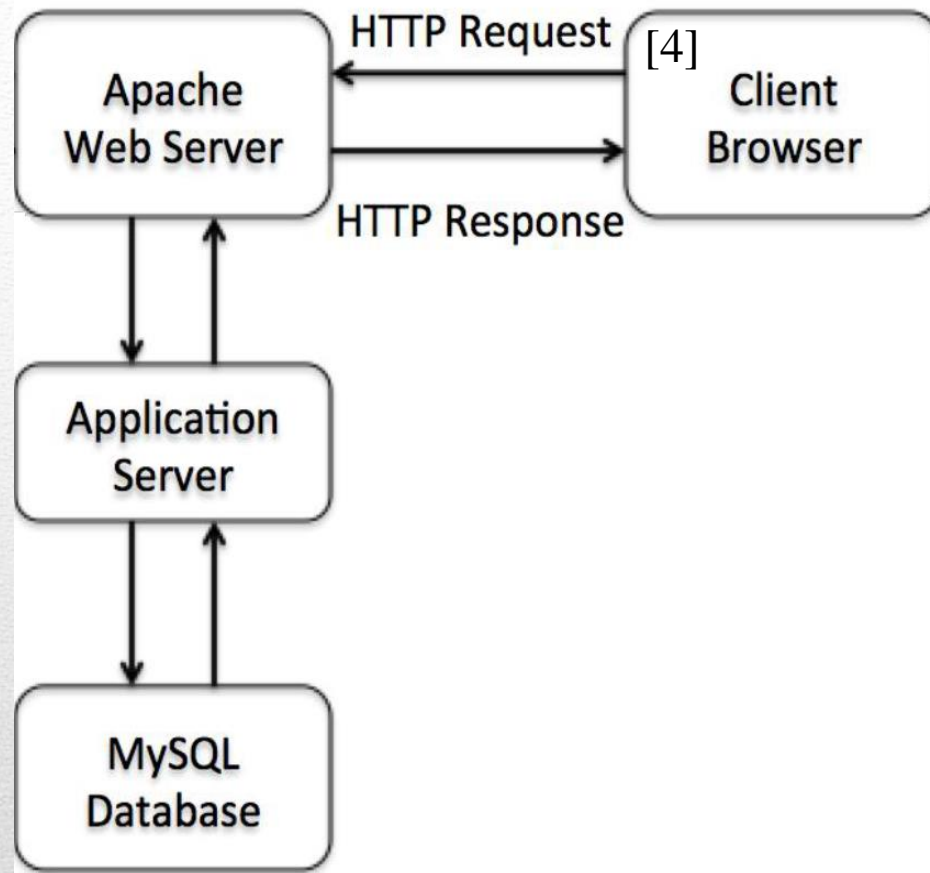 HTTP Request
[4]
Apache
Web Server
Client
Browser
HTTP Response
Application
Server
MySQL
Database